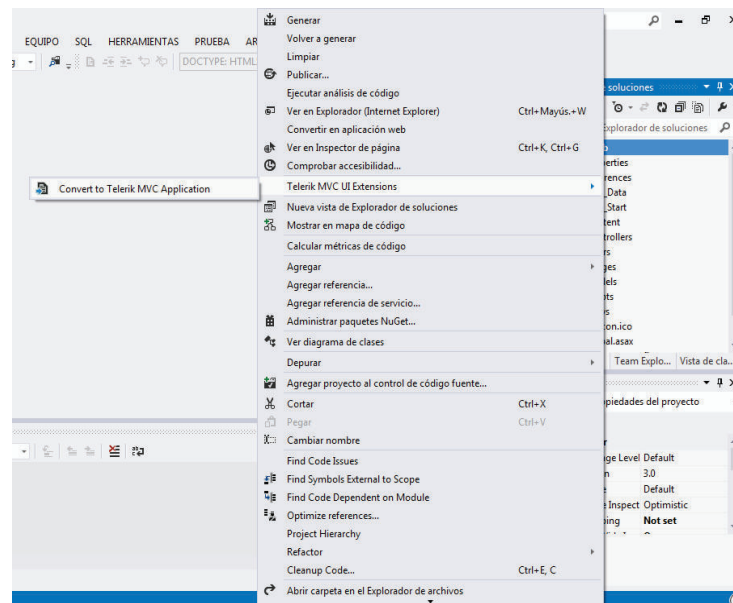 EQUIPO SQL HERRAMIENTAS PRUEBA AR
DOCTYPE: HTML
Generar
Volver a generar
Limpiar
Publicar...
Ejecutar análisis de código
Ver en Explorador (Internet Explorer) Ctrl+Mayús.+W
Convertir en aplicación web
Ver en Inspector de página Ctrl+K, Ctrl+G
Comprobar accesibilidad...
Telerik MVC UI Extensions
Convert to Telerik MVC Application
Nueva vista de Explorador de soluciones
Mostrar en mapa de código
Calcular métricas de código
Agregar
Agregar referencia...
Agregar referencia de servicio...
Administrar paquetes NuGet...
Ver diagrama de clases
Depurar
Agregar proyecto al control de código fuente...
Cortar Ctrl+X
Pegar Ctrl+V
Cambiar nombre
Find Code Issues
Find Symbols External to Scope
Find Code Dependent on Module
Optimize references...
Project Hierarchy
Refactor
Cleanup Code... Ctrl+E, C
Abrir carpeta en el Explorador de archivos
soluciones
Explorador de soluciones
erties
rences
_Data
_Start
tent
trollers
rs
ges
els
ts
s
on.ico
al.asax
Team Explo... Vista de cla...
piedades del proyecto
r
ge Level Default
n 3.0
e Default
e Inspect Optimistic
ping Not set